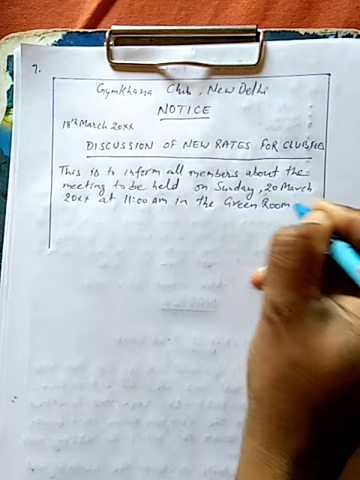 7.
Gymkhana Club, New Delhi
NOTICE
18th March 20xx
DISCUSSION OF NEW RATES FOR CLUB FEES
This is to inform all members about the
meeting to be held on Sunday, 20 March
20xx at 11:00 Am in the Green Room